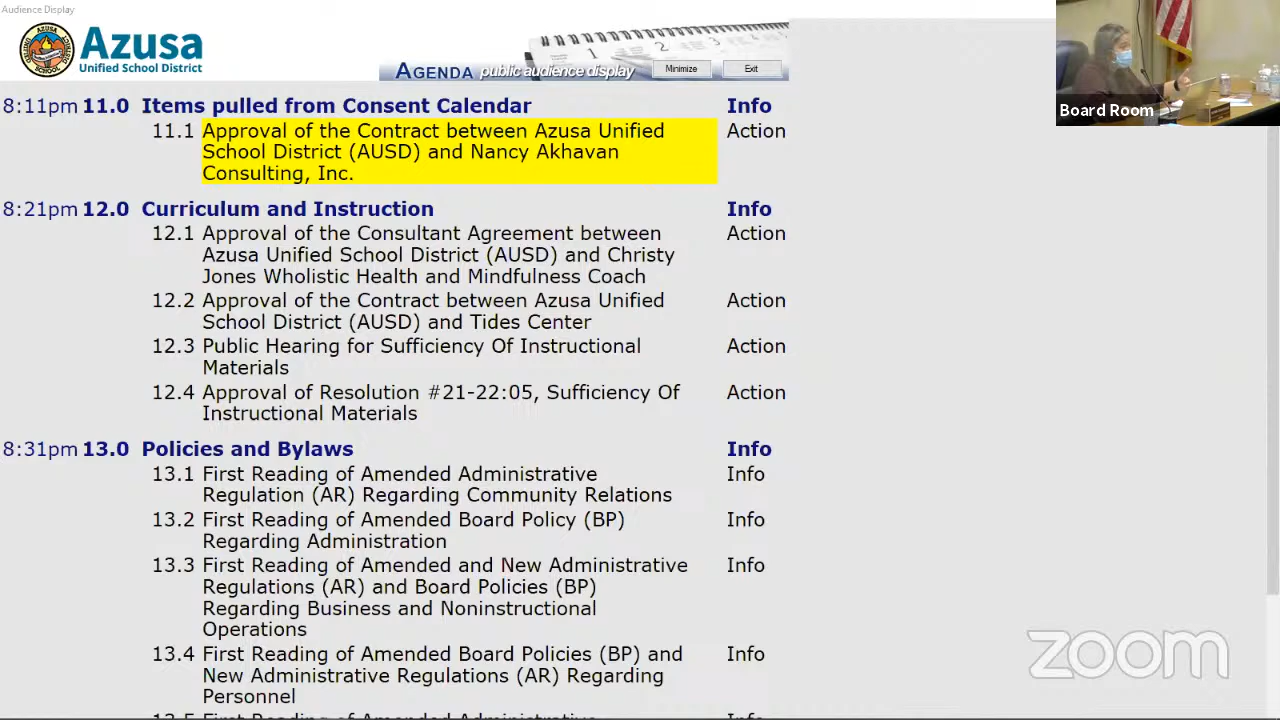 Audience Display
Azusa
Unified School District
AGENDA public audience display
Minimize
Exit
Board Room
8:11pm 11.0 Items pulled from Consent Calendar Info
11.1 Approval of the Contract between Azusa Unified Action
School District (AUSD) and Nancy Akhavan
Consulting, Inc.
8:21pm 12.0 Curriculum and Instruction Info
12.1 Approval of the Consultant Agreement between Action
Azusa Unified School District (AUSD) and Christy
Jones Wholistic Health and Mindfulness Coach
12.2 Approval of the Contract between Azusa Unified Action
School District (AUSD) and Tides Center
12.3 Public Hearing for Sufficiency Of Instructional Action
Materials
12.4 Approval of Resolution #21-22:05, Sufficiency Of Action
Instructional Materials
8:31pm 13.0 Policies and Bylaws Info
13.1 First Reading of Amended Administrative Info
Regulation (AR) Regarding Community Relations
13.2 First Reading of Amended Board Policy (BP) Info
Regarding Administration
13.3 First Reading of Amended and New Administrative Info
Regulations (AR) and Board Policies (BP)
Regarding Business and Noninstructional
Operations
13.4 First Reading of Amended Board Policies (BP) and Info
New Administrative Regulations (AR) Regarding
Personnel
13.5 First Reading of Amended Administrative Info
zoom